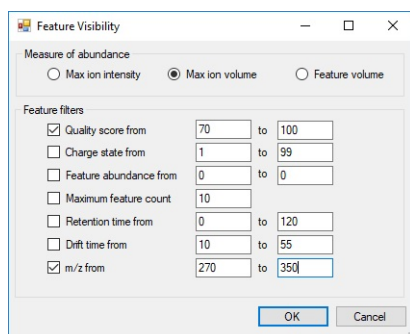 Feature Visibility
Measure of abundance
Max ion intensity Max ion volume Feature volume
Feature filters
Quality score from 70 to 100
Charge state from 1 to 99
Feature abundance from 0 to 0
Maximum feature count 10
Retention time from 0 to 120
Drift time from 10 to 55
m/z from 270 to 350
OK Cancel